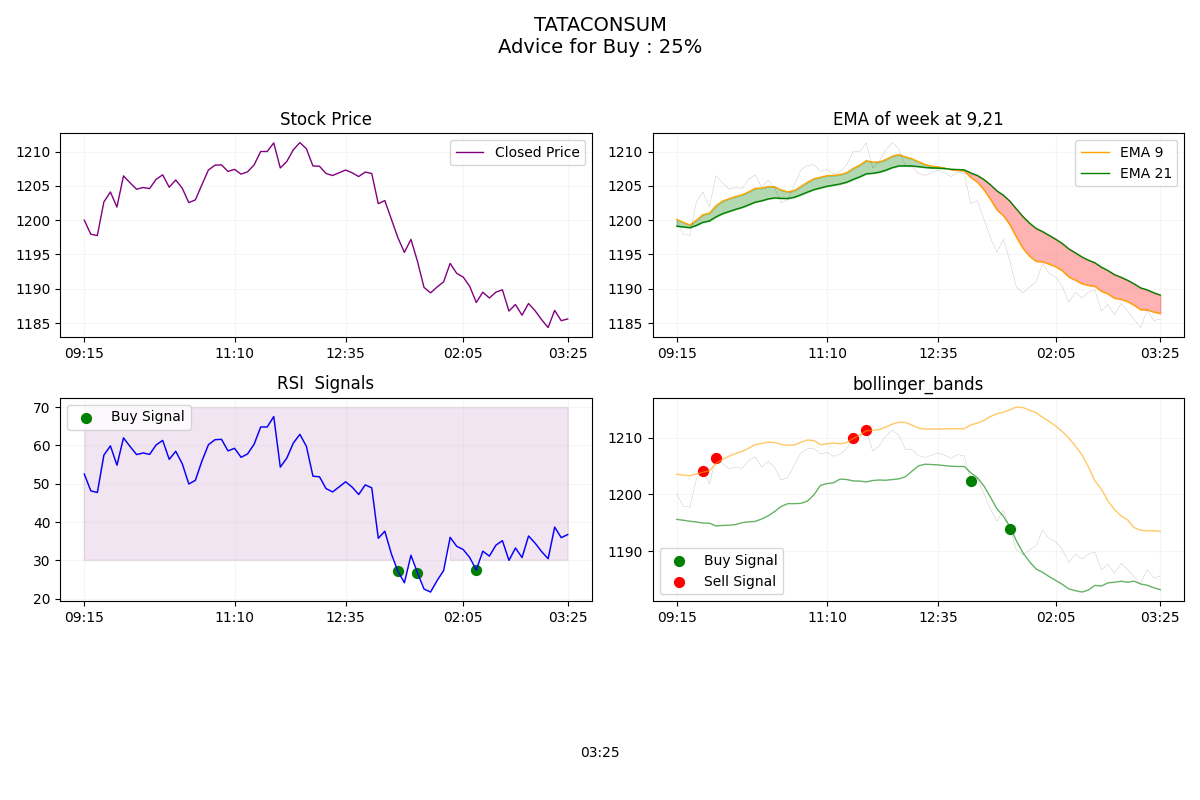 TATACONSUM
Advice for Buy : 25%
Stock Price
1210
1205
1200
1195
1190
1185
Closed Price
09:15 11:10 12:35 02:05 03:25
EMA of week at 9,21
1210
1205
1200
1195
1190
1185
EMA 9
EMA 21
09:15 11:10 12:35 02:05 03:25
RSI  Signals
70
60
50
40
30
20
Buy Signal
09:15 11:10 12:35 02:05 03:25
bollinger_bands
1210
1200
1190
Buy Signal
Sell Signal
09:15 11:10 12:35 02:05 03:25
03:25